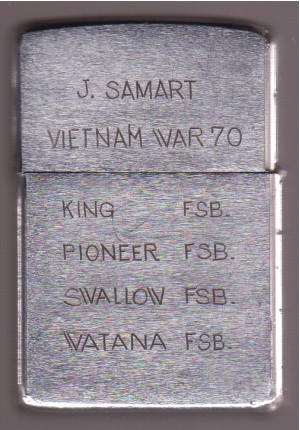 J. SAMART
VIETNAM WAR 70
KING FSB.
PIONEER FSB.
SWALLOW FSB.
WATANA FSB.